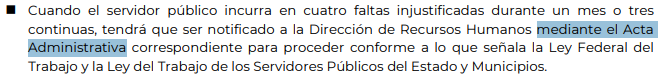 ■ Cuando el servidor público incurra en cuatro faltas injustificadas durante un mes o tres
continuas, tendrá que ser notificado a la Dirección de Recursos Humanos mediante el Acta
Administrativa correspondiente para proceder conforme a lo que señala la Ley Federal del
Trabajo y la Ley del Trabajo de los Servidores Públicos del Estado y Municipios.